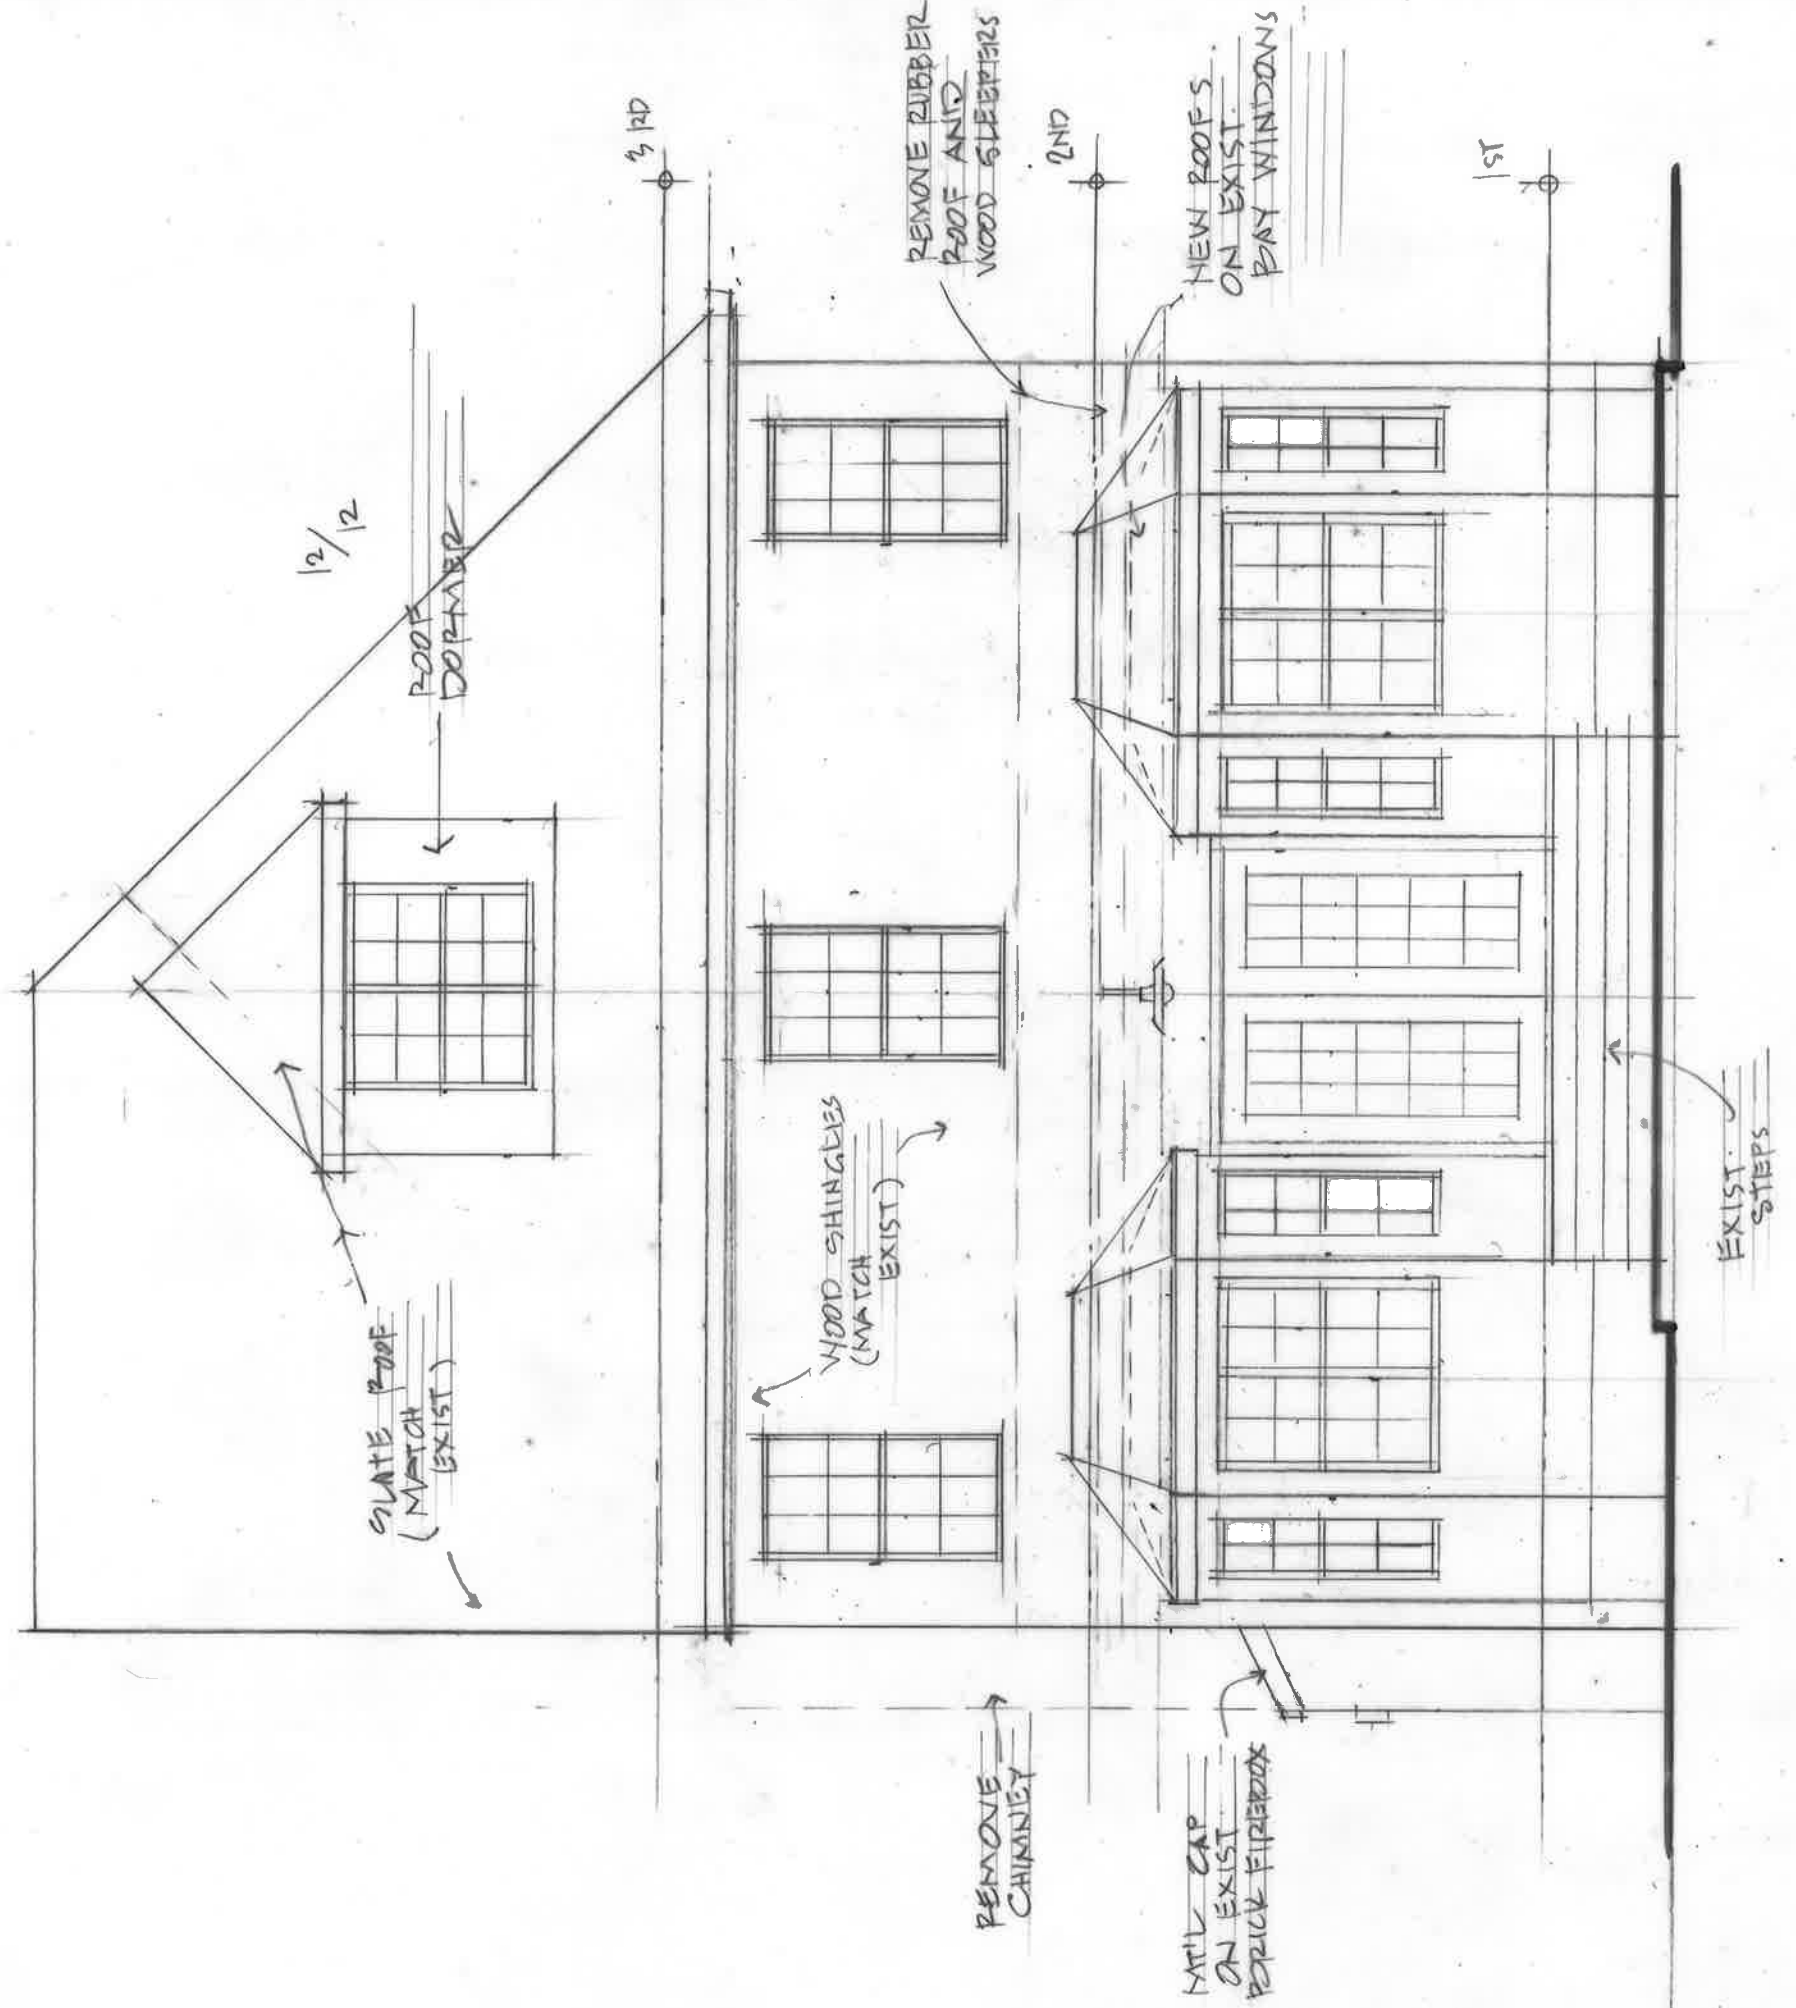 12/12
ROOF
DORMER
SLATE ROOF
(MATCH
EXIST)
3RD
WOOD SHINGLES
(MATCH
EXIST)
REMOVE RUBBER
ROOF AND
WOOD SLEEPERS
REMOVE
CHIMNEY
2ND
NEW ROOFS
ON EXIST.
BAY WINDOWS
MT'L CAP
ON EXIST
BRICK FIREBOX
1ST
EXIST.
STEPS